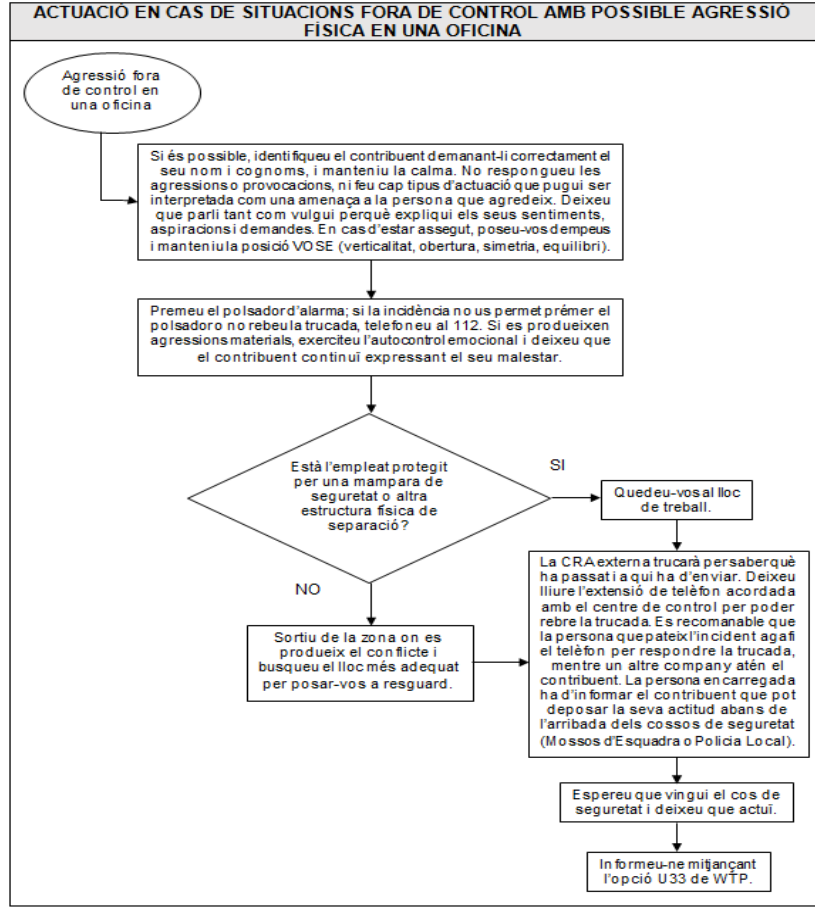 ACTUACIÓ EN CAS DE SITUACIONS FORA DE CONTROL AMB POSSIBLE AGRESSIÓ
FÍSICA EN UNA OFICINA
Agressió fora
de control en
una oficina
Si és possible, identifiqueu el contribuent demanant-li correctament el
seu nom i cognoms, i manteniu la calma. No respongueu les
agressions o provocacions, ni feu cap tipus d'actuació que pugui ser
interpretada com una amenaça a la persona que agredeix. Deixeu
que parli tant com vulgui perquè expliqui els seus sentiments,
aspiracions i demandes. En cas d'estar assegut, poseu-vos dempeus
i manteniu la posició VOSE (verticalitat, obertura, simetria, equilibri).
Premeu el polsador d'alarma; si la incidència no us permet prémer el
polsador o no rebeu la trucada, telefoneu al 112. Si es produeixen
agressions materials, exerciteu l'autocontrol emocional i deixeu que
el contribuent continuï expressant el seu malestar.
Està l'empleat protegit
per una mampara de
seguretat o altra
estructura física de
separació?
SI
Quedeu-vos al lloc
de treball.
NO
Sortiu de la zona on es
produeix el conflicte i
busqueu el lloc més adequat
per posar-vos a resguard.
La CRA externa trucarà per saber què
ha passat i a qui ha d'enviar. Deixeu
lliure l'extensió de telèfon acordada
amb el centre de control per poder
rebre la trucada. Es recomanable que
la persona que pateix l'incident agafi
el telèfon per respondre la trucada,
mentre un altre company atén el
contribuent. La persona encarregada
ha d'informar el contribuent que pot
deposar la seva actitud abans de
l'arribada dels cossos de seguretat
(Mossos d'Esquadra o Policia Local).
Espereu que vingui el cos de
seguretat i deixeu que actuï.
Informeu-ne mitjançant
l'opció U33 de WTP.